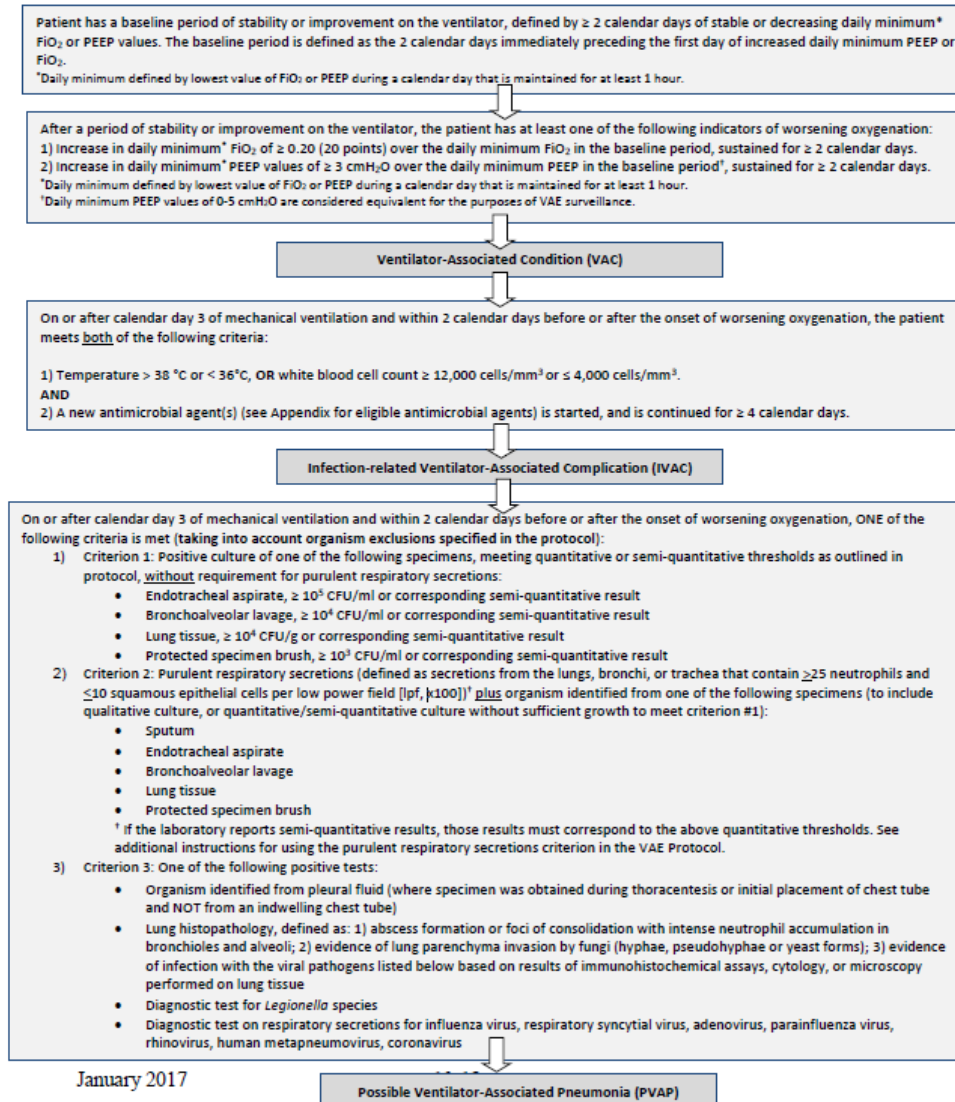 Patient has a baseline period of stability or improvement on the ventilator, defined by ≥ 2 calendar days of stable or decreasing daily minimum*
FiO₂ or PEEP values. The baseline period is defined as the 2 calendar days immediately preceding the first day of increased daily minimum PEEP or
FiO₂.
*Daily minimum defined by lowest value of FiO₂ or PEEP during a calendar day that is maintained for at least 1 hour.
After a period of stability or improvement on the ventilator, the patient has at least one of the following indicators of worsening oxygenation:
1) Increase in daily minimum* FiO₂ of ≥ 0.20 (20 points) over the daily minimum FiO₂ in the baseline period, sustained for ≥ 2 calendar days.
2) Increase in daily minimum* PEEP values of ≥ 3 cmH₂O over the daily minimum PEEP in the baseline period†, sustained for ≥ 2 calendar days.
*Daily minimum defined by lowest value of FiO₂ or PEEP during a calendar day that is maintained for at least 1 hour.
†Daily minimum PEEP values of 0-5 cmH₂O are considered equivalent for the purposes of VAE surveillance.
Ventilator-Associated Condition (VAC)
On or after calendar day 3 of mechanical ventilation and within 2 calendar days before or after the onset of worsening oxygenation, the patient
meets both of the following criteria:
1) Temperature > 38 °C or < 36°C, OR white blood cell count ≥ 12,000 cells/mm³ or ≤ 4,000 cells/mm³.
AND
2) A new antimicrobial agent(s) (see Appendix for eligible antimicrobial agents) is started, and is continued for ≥ 4 calendar days.
Infection-related Ventilator-Associated Complication (IVAC)
On or after calendar day 3 of mechanical ventilation and within 2 calendar days before or after the onset of worsening oxygenation, ONE of the
following criteria is met (taking into account organism exclusions specified in the protocol):
1) Criterion 1: Positive culture of one of the following specimens, meeting quantitative or semi-quantitative thresholds as outlined in
protocol, without requirement for purulent respiratory secretions:
• Endotracheal aspirate, ≥ 10⁵ CFU/ml or corresponding semi-quantitative result
• Bronchoalveolar lavage, ≥ 10⁴ CFU/ml or corresponding semi-quantitative result
• Lung tissue, ≥ 10⁴ CFU/g or corresponding semi-quantitative result
• Protected specimen brush, ≥ 10³ CFU/ml or corresponding semi-quantitative result
2) Criterion 2: Purulent respiratory secretions (defined as secretions from the lungs, bronchi, or trachea that contain ≥25 neutrophils and
≤10 squamous epithelial cells per low power field [lpf, x100])† plus organism identified from one of the following specimens (to include
qualitative culture, or quantitative/semi-quantitative culture without sufficient growth to meet criterion #1):
• Sputum
• Endotracheal aspirate
• Bronchoalveolar lavage
• Lung tissue
• Protected specimen brush
† If the laboratory reports semi-quantitative results, those results must correspond to the above quantitative thresholds. See
additional instructions for using the purulent respiratory secretions criterion in the VAE Protocol.
3) Criterion 3: One of the following positive tests:
• Organism identified from pleural fluid (where specimen was obtained during thoracentesis or initial placement of chest tube
and NOT from an indwelling chest tube)
• Lung histopathology, defined as: 1) abscess formation or foci of consolidation with intense neutrophil accumulation in
bronchioles and alveoli; 2) evidence of lung parenchyma invasion by fungi (hyphae, pseudohyphae or yeast forms); 3) evidence
of infection with the viral pathogens listed below based on results of immunohistochemical assays, cytology, or microscopy
performed on lung tissue
• Diagnostic test for Legionella species
• Diagnostic test on respiratory secretions for influenza virus, respiratory syncytial virus, adenovirus, parainfluenza virus,
rhinovirus, human metapneumovirus, coronavirus
January 2017
Possible Ventilator-Associated Pneumonia (PVAP)